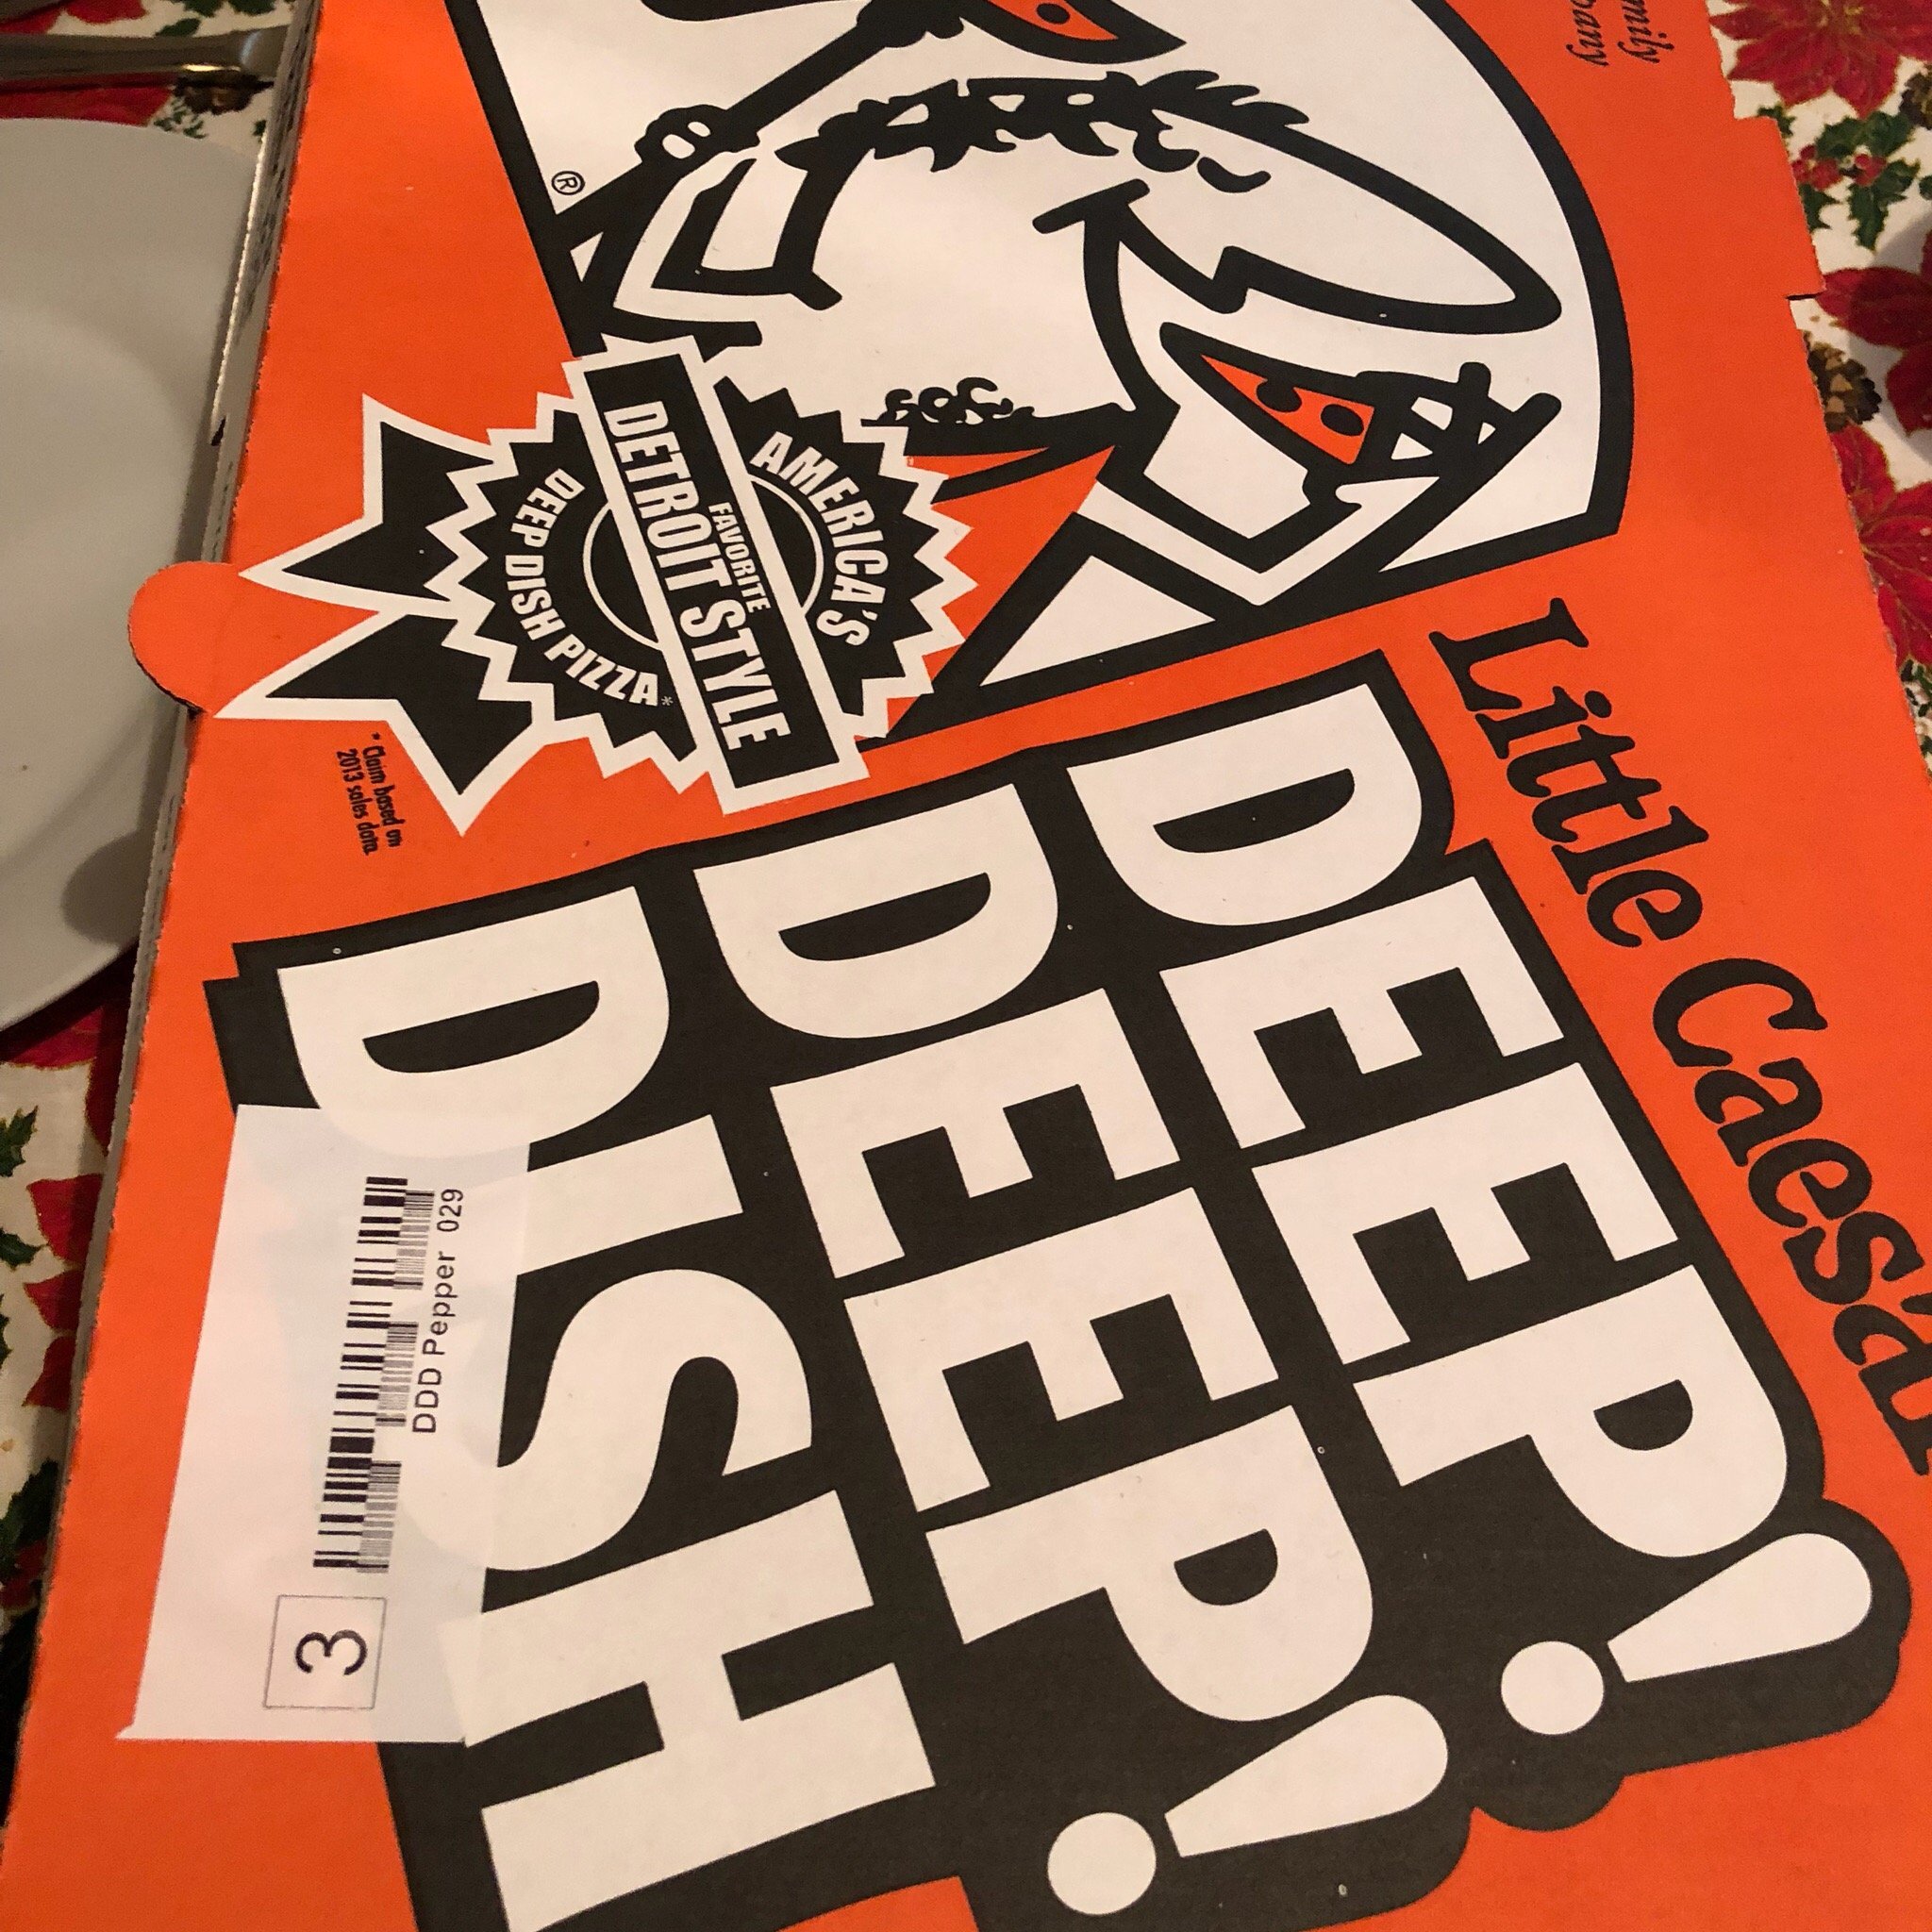 Little Caesa
DEEP!
DEEP!
DISH
AMERICA'S
FAVORITE
DETROIT STYLE
DEEP DISH PIZZA*
* Claim based on
2013 sales data.
®
DDD Pepper 029
3